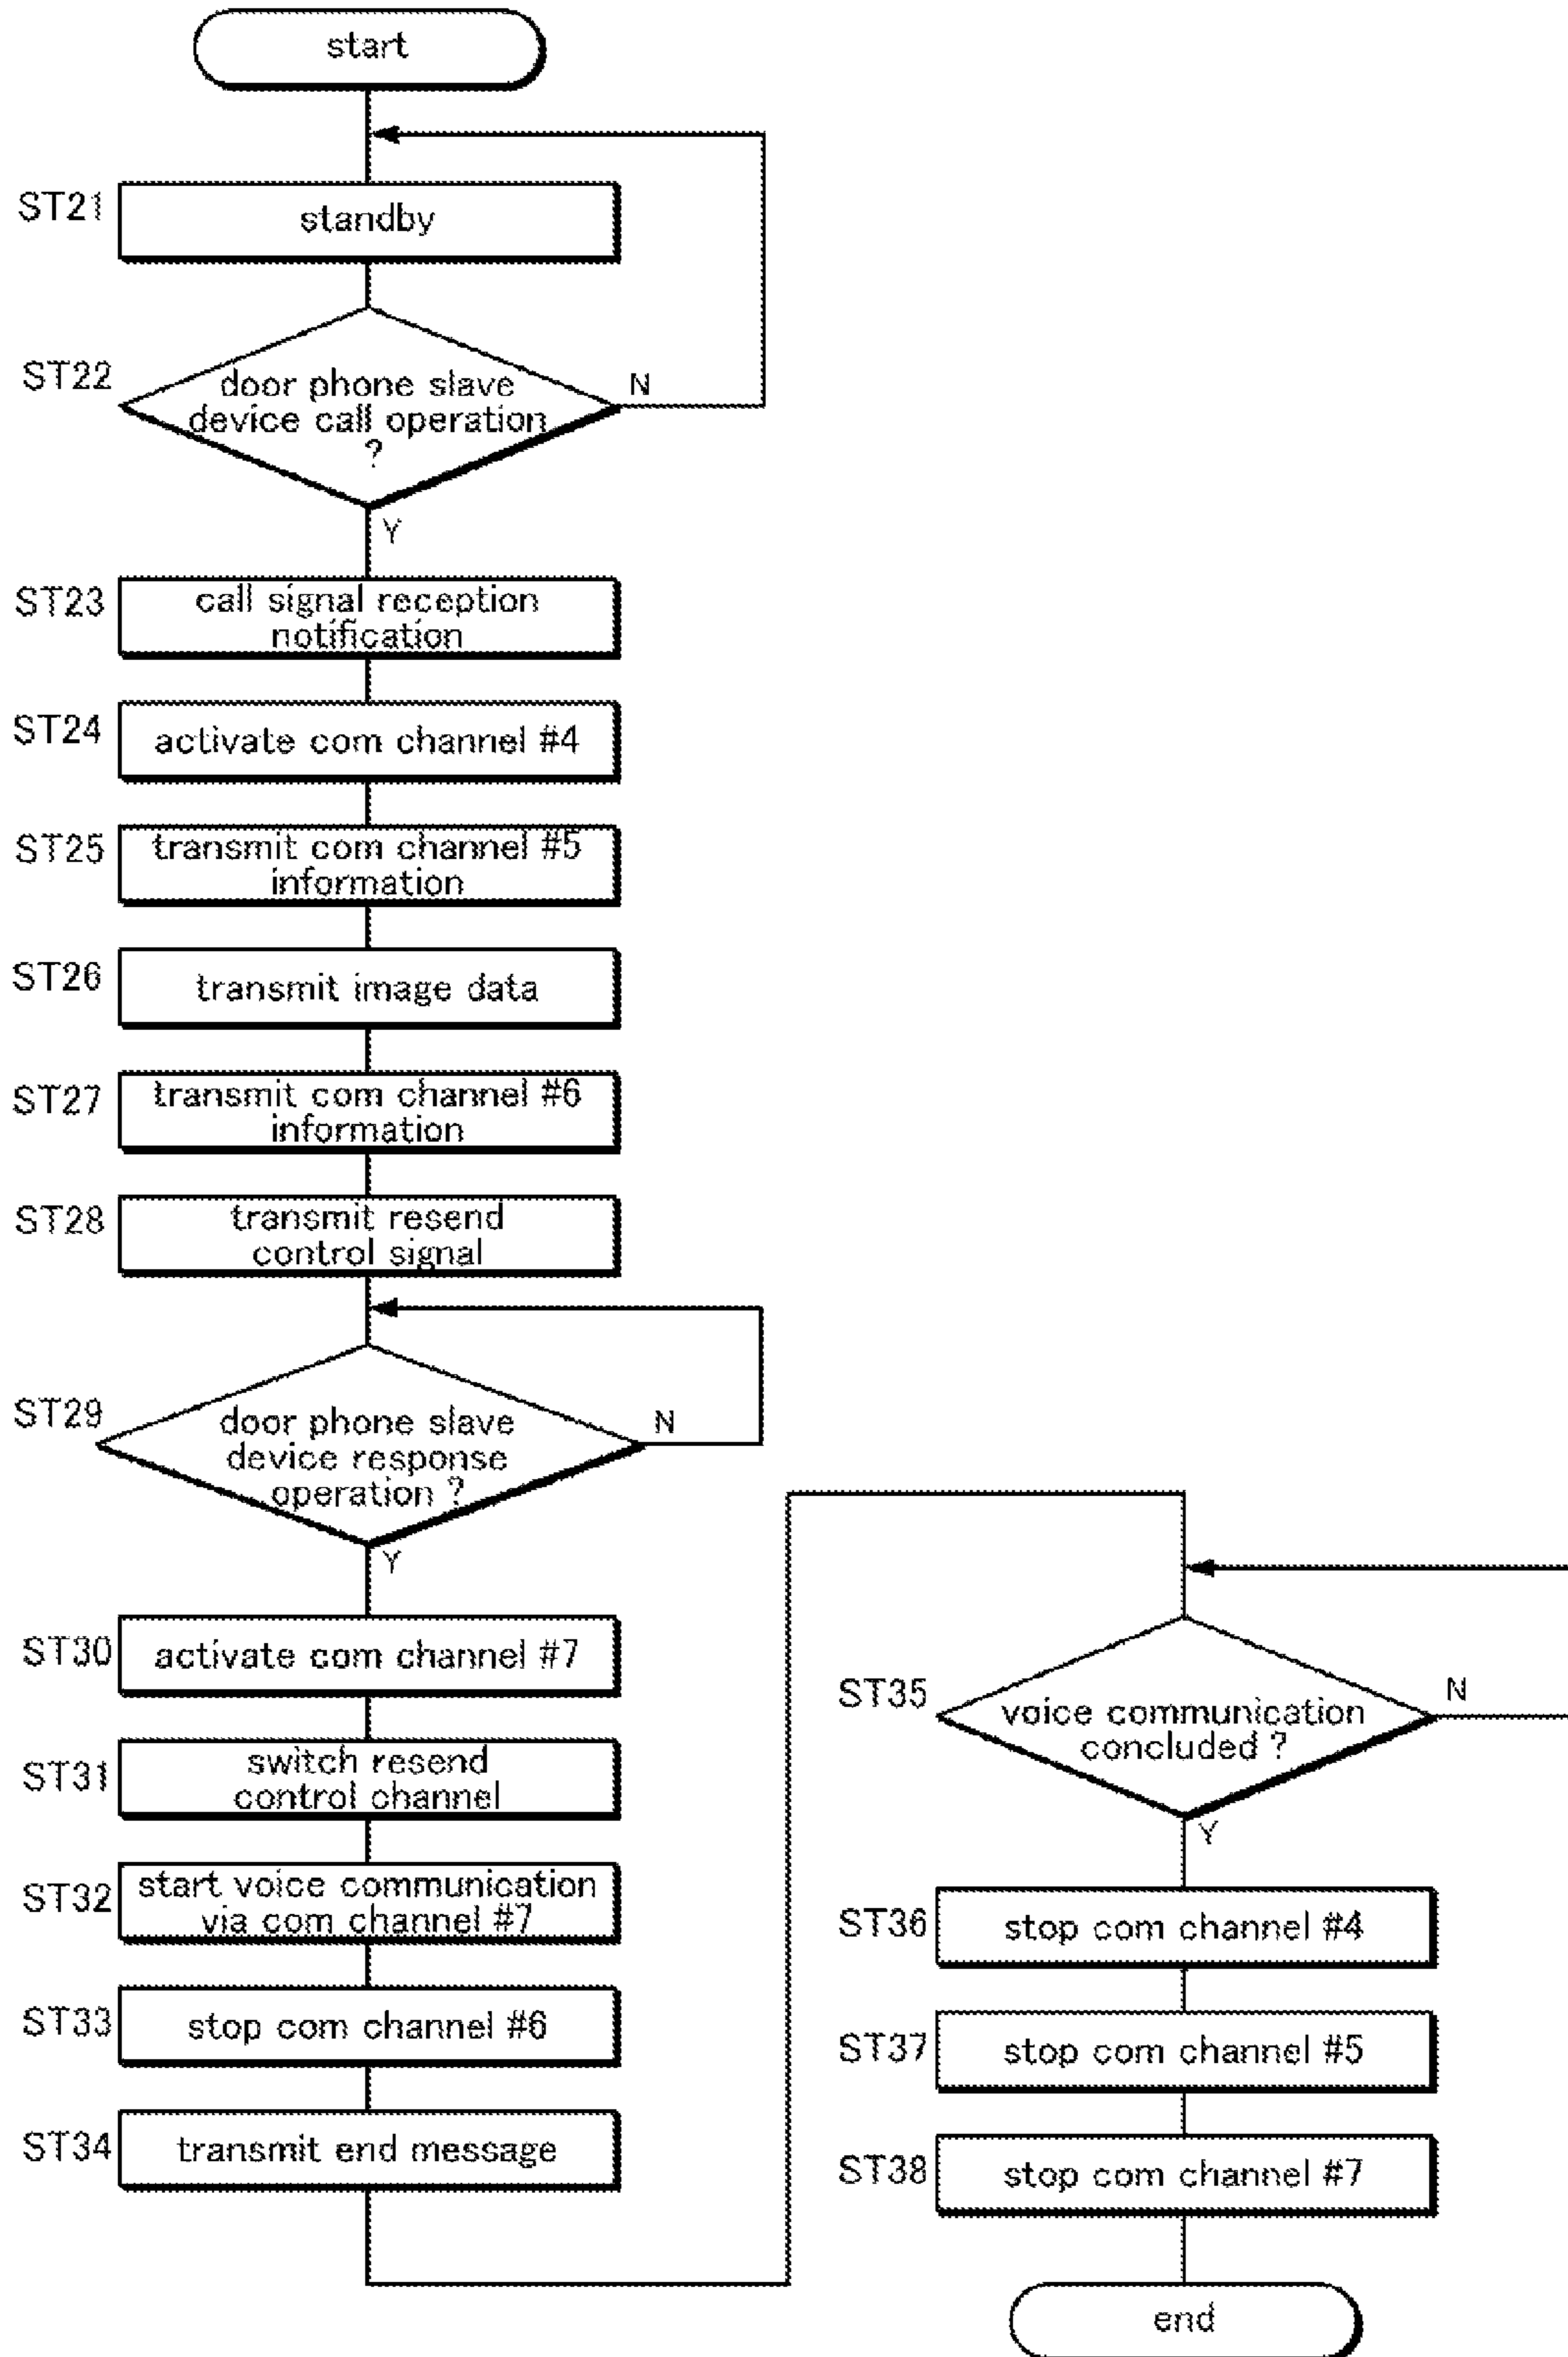 start
ST21
standby
ST22
door phone slave
device call operation
?
N
Y
ST23
call signal reception
notification
ST24
activate com channel #4
ST25
transmit com channel #5
information
ST26
transmit image data
ST27
transmit com channel #6
information
ST28
transmit resend
control signal
ST29
door phone slave
device response
operation ?
N
Y
ST30
activate com channel #7
ST31
switch resend
control channel
ST32
start voice communication
via com channel #7
ST33
stop com channel #6
ST34
transmit end message
ST35
voice communication
concluded ?
N
Y
ST36
stop com channel #4
ST37
stop com channel #5
ST38
stop com channel #7
end